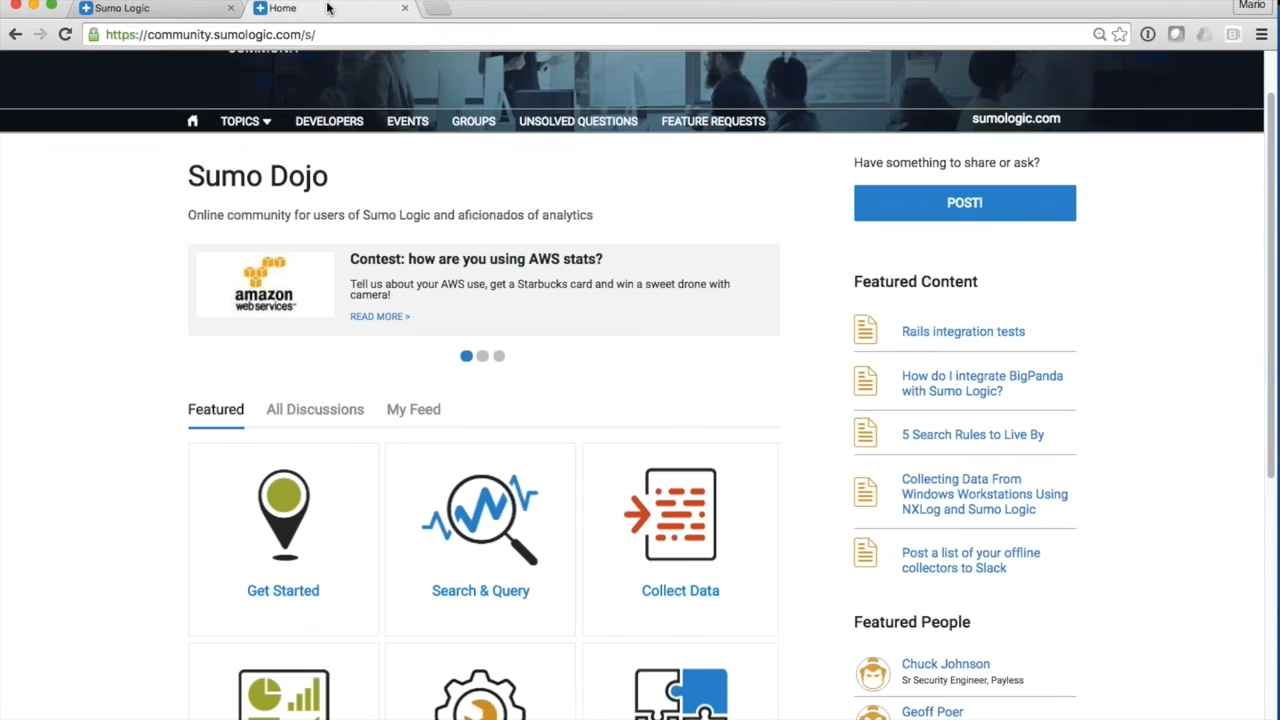 Sumo Logic
Home
Mario
https://community.sumologic.com/s/
TOPICS
DEVELOPERS
EVENTS
GROUPS
UNSOLVED QUESTIONS
FEATURE REQUESTS
sumologic.com
Sumo Dojo
Online community for users of Sumo Logic and aficionados of analytics
amazon
web services™
Contest: how are you using AWS stats?
Tell us about your AWS use, get a Starbucks card and win a sweet drone with
camera!
READ MORE >
Featured
All Discussions
My Feed
Get Started
Search & Query
Collect Data
Have something to share or ask?
POST!
Featured Content
Rails integration tests
How do I integrate BigPanda
with Sumo Logic?
5 Search Rules to Live By
Collecting Data From
Windows Workstations Using
NXLog and Sumo Logic
Post a list of your offline
collectors to Slack
Featured People
Chuck Johnson
Sr Security Engineer, Payless
Geoff Poer